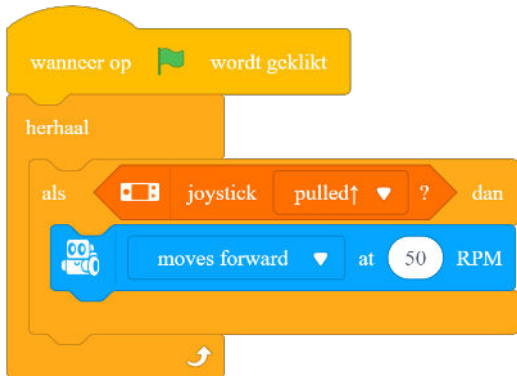 wanneer op wordt geklikt
herhaal
als joystick pulled↑ ? dan
moves forward at 50 RPM